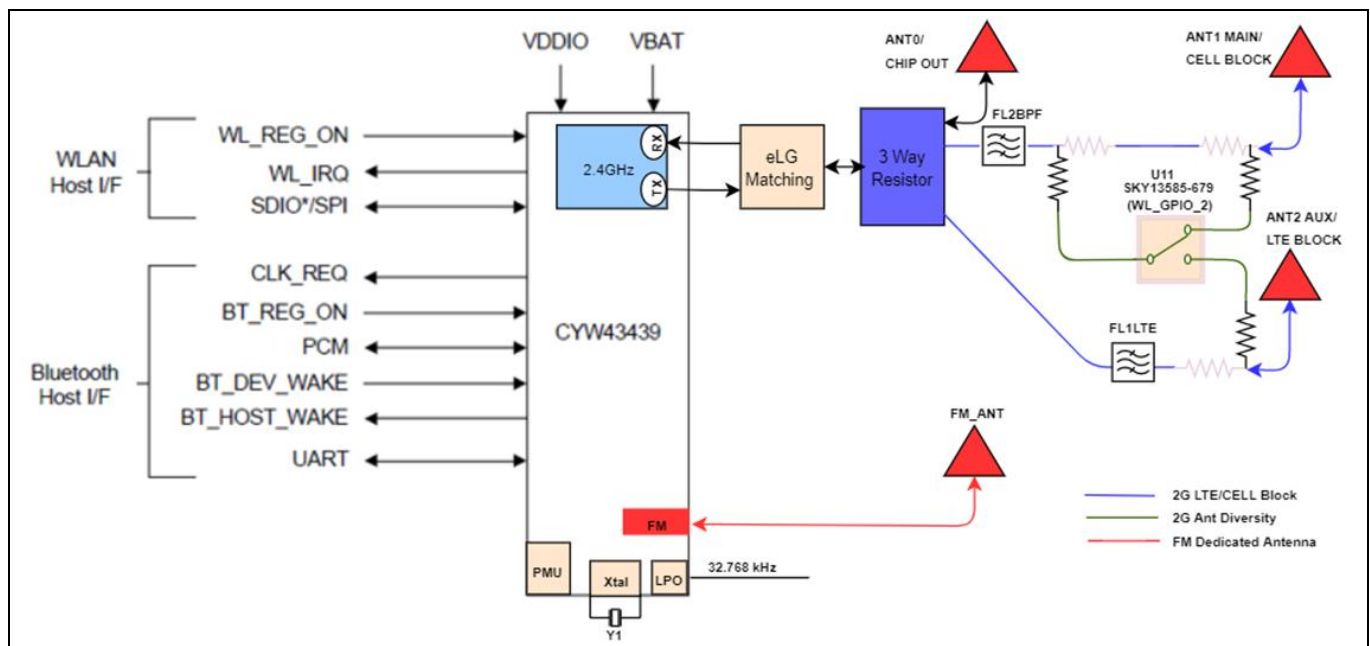 VDDIO
VBAT
ANT0/
CHIP OUT
ANT1 MAIN/
CELL BLOCK
WLAN
Host I/F
WL_REG_ON
WL_IRQ
SDIO*/SPI
2.4GHz
RX
TX
eLG
Matching
3 Way
Resistor
FL2BPF
U11
SKY13585-679
(WL_GPIO_2)
ANT2 AUX/
LTE BLOCK
FL1LTE
Bluetooth
Host I/F
CLK_REQ
BT_REG_ON
PCM
BT_DEV_WAKE
BT_HOST_WAKE
UART
CYW43439
FM_ANT
FM
PMU
Xtal
LPO
32.768 kHz
Y1
2G LTE/CELL Block
2G Ant Diversity
FM Dedicated Antenna